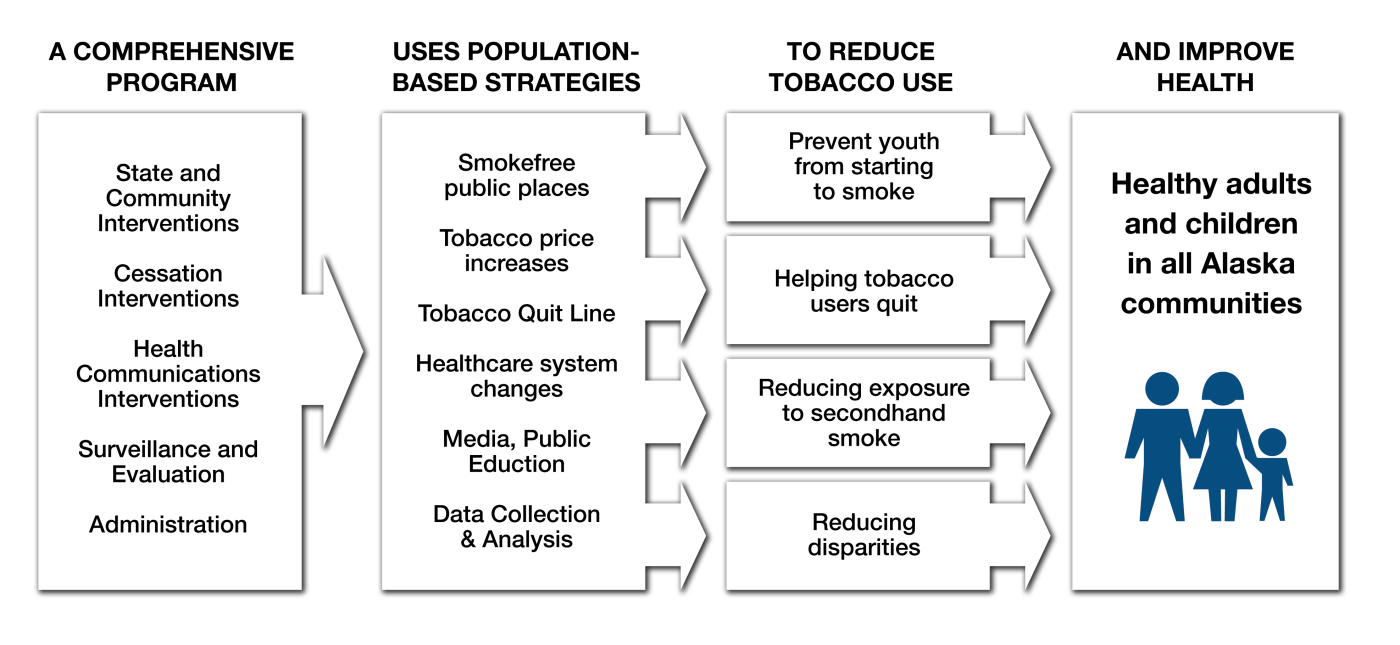 A COMPREHENSIVE
PROGRAM
State and
Community
Interventions
Cessation
Interventions
Health
Communications
Interventions
Surveillance and
Evaluation
Administration
USES POPULATION-
BASED STRATEGIES
Smokefree
public places
Tobacco price
increases
Tobacco Quit Line
Healthcare system
changes
Media, Public
Eduction
Data Collection
& Analysis
TO REDUCE
TOBACCO USE
Prevent youth
from starting
to smoke
Helping tobacco
users quit
Reducing exposure
to secondhand
smoke
Reducing
disparities
AND IMPROVE
HEALTH
Healthy adults
and children
in all Alaska
communities